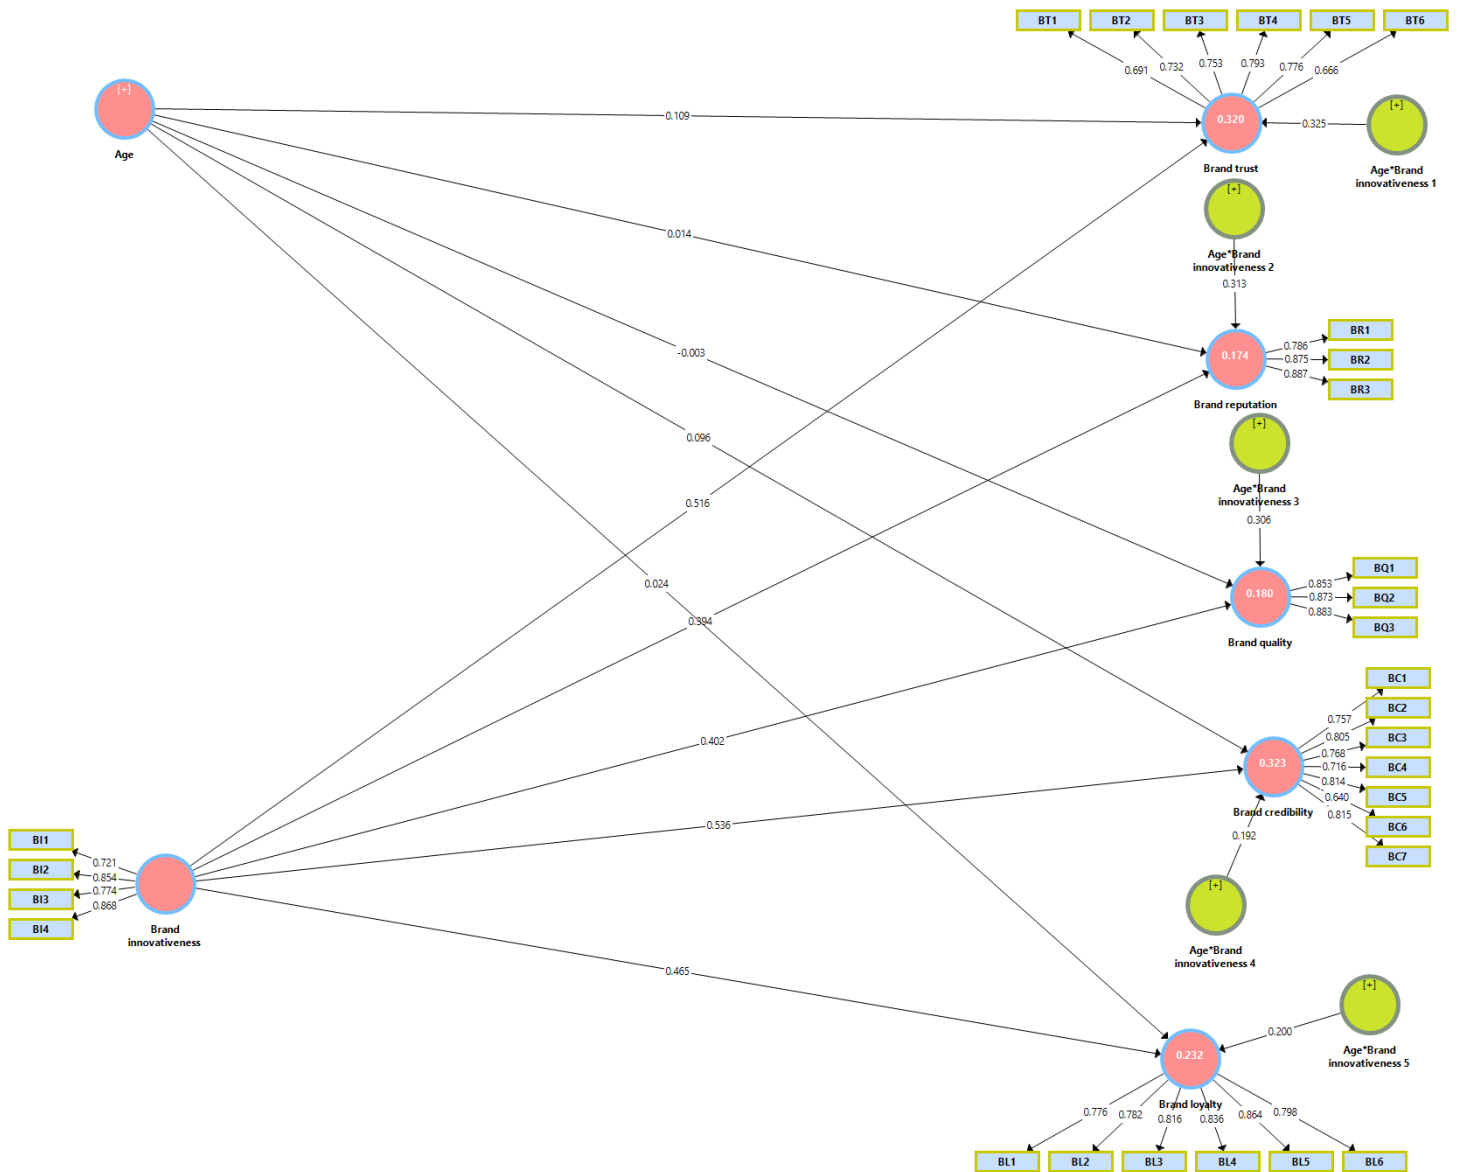 BT1
BT2
BT3
BT4
BT5
BT6
0.691
0.732
0.753
0.793
0.776
0.666
[+]
Age
0.109
0.320
Brand trust
0.325
[+]
Age*Brand
innovativeness 1
[+]
Age*Brand
innovativeness 2
0.313
0.014
0.174
Brand reputation
0.786
0.875
0.887
BR1
BR2
BR3
-0.003
[+]
Age*Brand
innovativeness 3
0.306
0.096
0.516
0.180
Brand quality
0.853
0.873
0.883
BQ1
BQ2
BQ3
0.024
0.394
0.402
0.323
Brand credibility
0.757
0.805
0.768
0.716
0.814
0.640
0.815
BC1
BC2
BC3
BC4
BC5
BC6
BC7
0.536
0.192
[+]
Age*Brand
innovativeness 4
BI1
BI2
BI3
BI4
0.721
0.854
0.774
0.868
Brand
innovativeness
0.465
[+]
Age*Brand
innovativeness 5
0.200
0.232
Brand loyalty
0.776
0.782
0.816
0.836
0.864
0.798
BL1
BL2
BL3
BL4
BL5
BL6